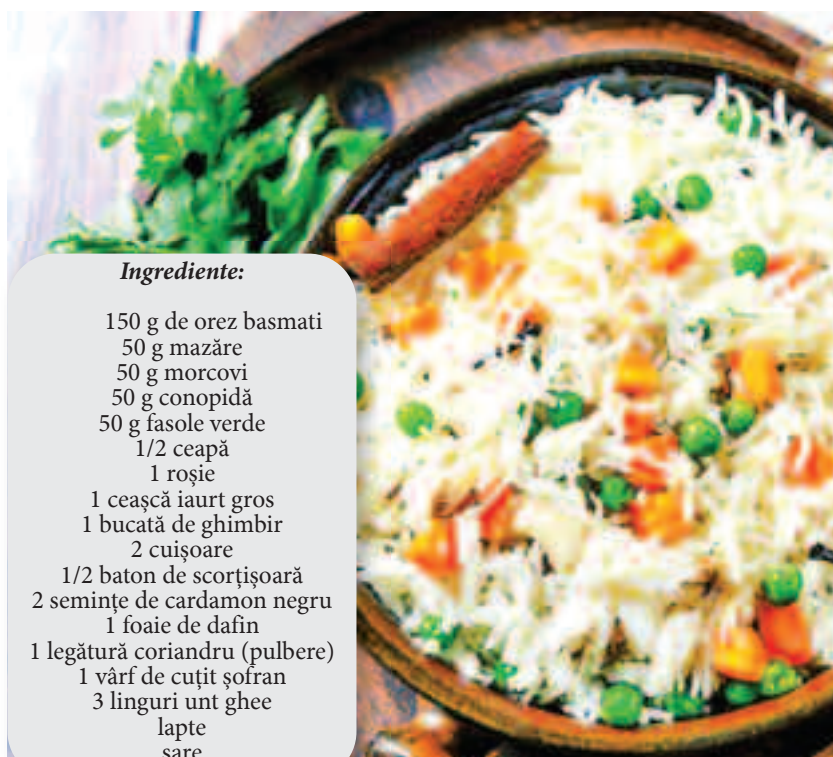 Ingrediente:
150 g de orez basmati
50 g mazăre
50 g morcovi
50 g conopidă
50 g fasole verde
1/2 ceapă
1 roșie
1 ceașcă iaurt gros
1 bucată de ghimbir
2 cuișoare
1/2 baton de scorțișoară
2 semințe de cardamon negru
1 foaie de dafin
1 legătură coriandru (pulbere)
1 vârf de cuțit șofran
3 linguri unt ghee
lapte
sare